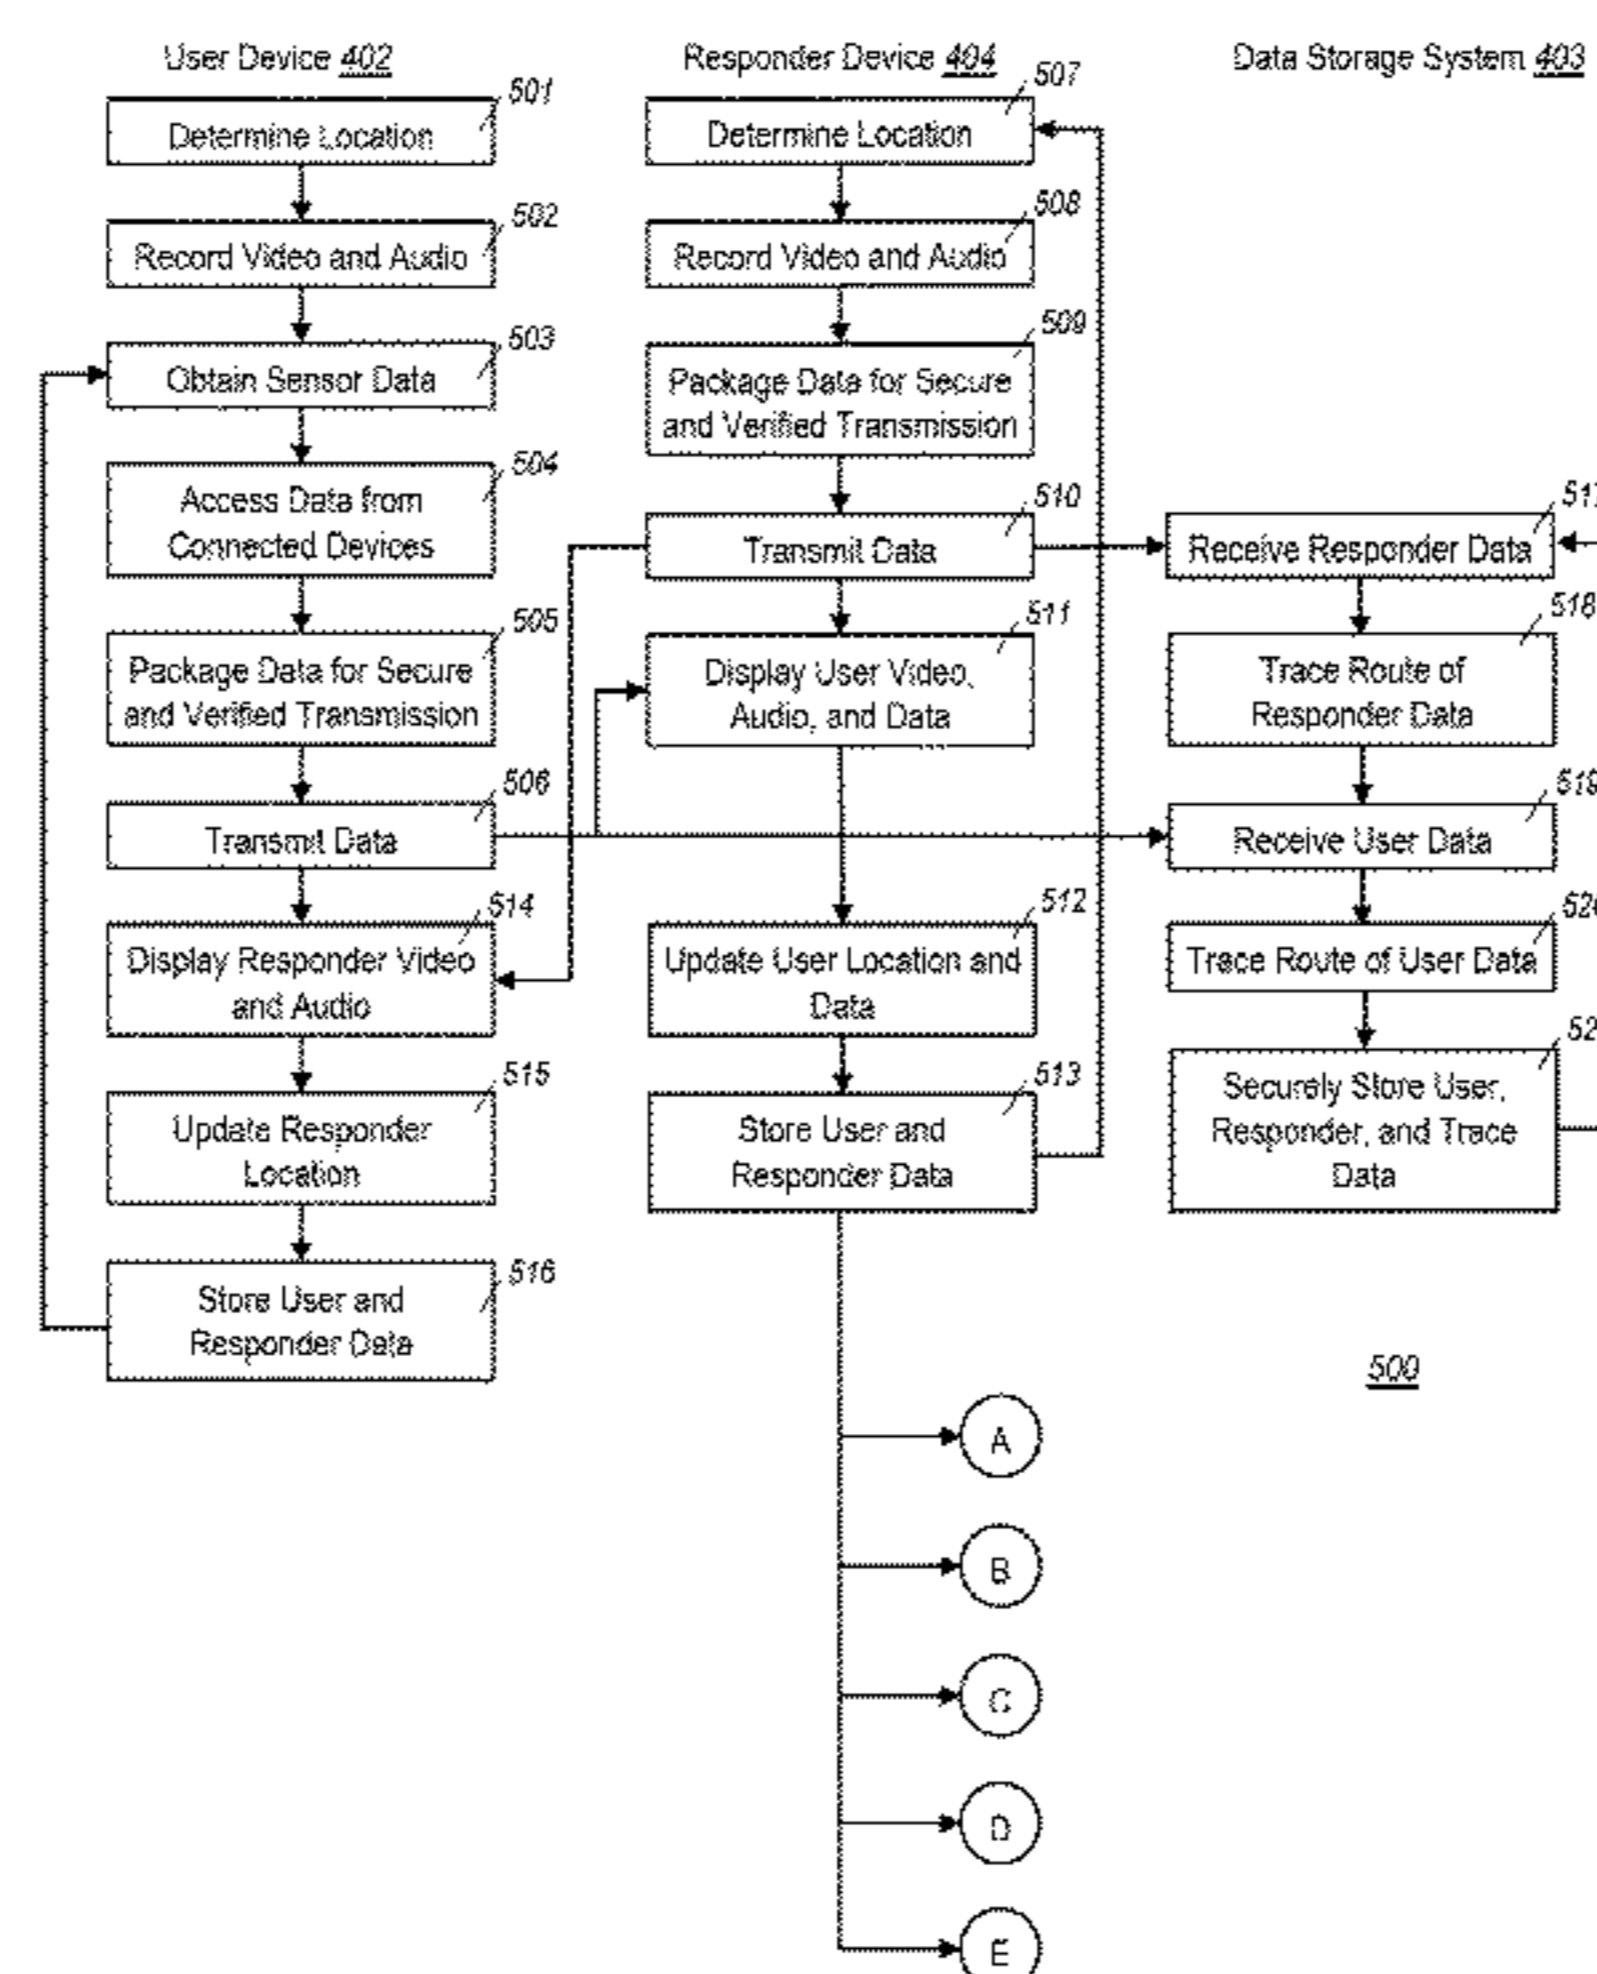 User Device 402
501
Determine Location
502
Record Video and Audio
503
Obtain Sensor Data
504
Access Data from
Connected Devices
505
Package Data for Secure
and Verified Transmission
506
Transmit Data
514
Display Responder Video
and Audio
515
Update Responder
Location
516
Store User and
Responder Data
Responder Device 404
507
Determine Location
508
Record Video and Audio
509
Package Data for Secure
and Verified Transmission
510
Transmit Data
511
Display User Video,
Audio, and Data
512
Update User Location and
Data
513
Store User and
Responder Data
A
B
C
D
E
Data Storage System 403
Receive Responder Data
518
Trace Route of
Responder Data
519
Receive User Data
Trace Route of User Data
Securely Store User,
Responder, and Trace
Data
500